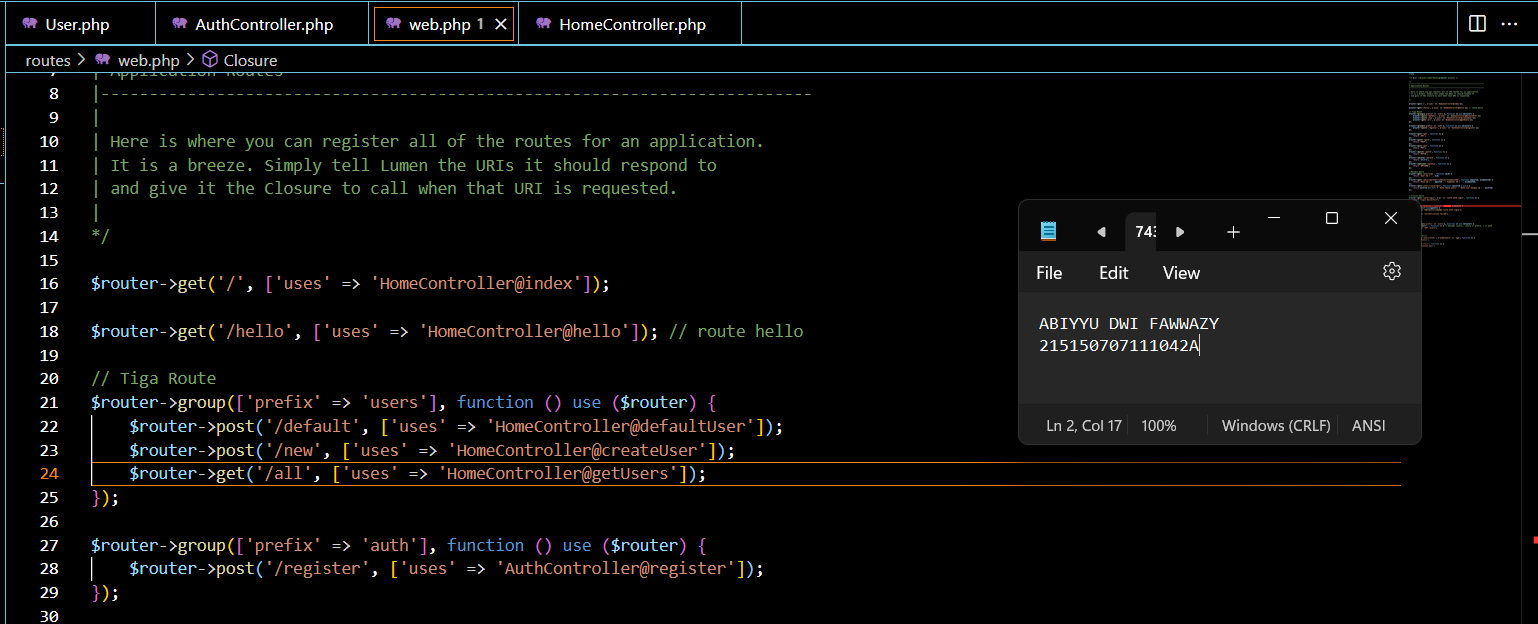 User.php
AuthController.php
web.php 1
HomeController.php
routes > web.php > Closure
7 | Application Routes
8 |--------------------------------------------------------------------------
9 |
10 | Here is where you can register all of the routes for an application.
11 | It is a breeze. Simply tell Lumen the URIs it should respond to
12 | and give it the Closure to call when that URI is requested.
13 |
14 */
15
16 $router->get('/', ['uses' => 'HomeController@index']);
17
18 $router->get('/hello', ['uses' => 'HomeController@hello']); // route hello
19
20 // Tiga Route
21 $router->group(['prefix' => 'users'], function () use ($router) {
22 $router->post('/default', ['uses' => 'HomeController@defaultUser']);
23 $router->post('/new', ['uses' => 'HomeController@createUser']);
24 $router->get('/all', ['uses' => 'HomeController@getUsers']);
25 });
26
27 $router->group(['prefix' => 'auth'], function () use ($router) {
28 $router->post('/register', ['uses' => 'AuthController@register']);
29 });
30
File Edit View
ABIYYU DWI FAWWAZY
215150707111042A
Ln 2, Col 17 100% Windows (CRLF) ANSI